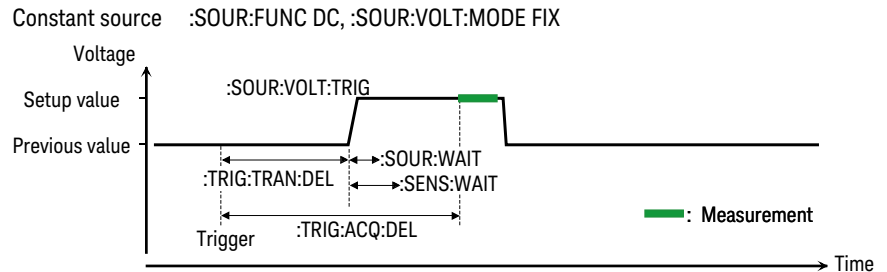 Constant source :SOUR:FUNC DC, :SOUR:VOLT:MODE FIX
Voltage
:SOUR:VOLT:TRIG
Setup value
Previous value
:SOUR:WAIT
:TRIG:TRAN:DEL
:SENS:WAIT
: Measurement
:TRIG:ACQ:DEL
Trigger
Time